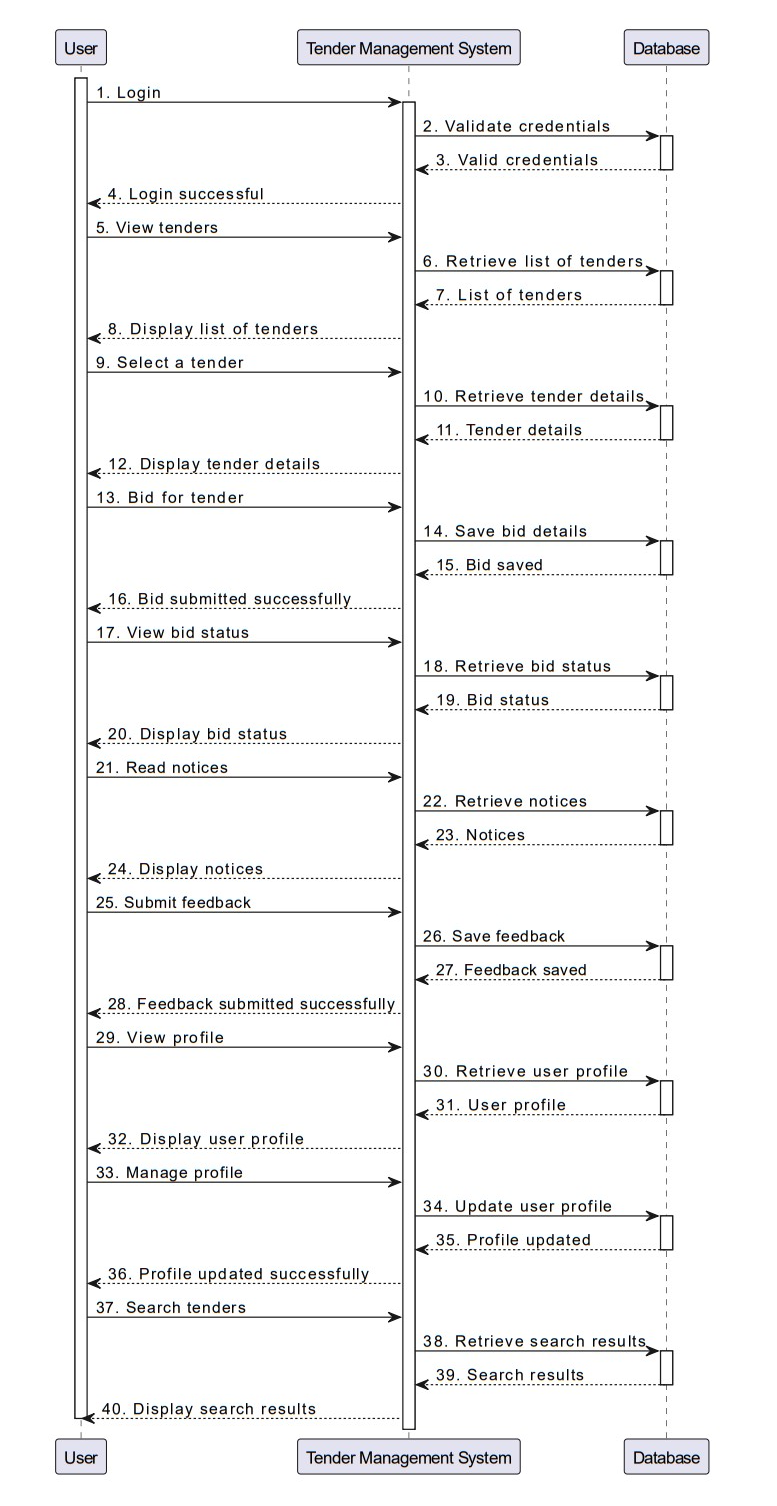 User
Tender Management System
Database
1. Login
2. Validate credentials
3. Valid credentials
4. Login successful
5. View tenders
6. Retrieve list of tenders
7. List of tenders
8. Display list of tenders
9. Select a tender
10. Retrieve tender details
11. Tender details
12. Display tender details
13. Bid for tender
14. Save bid details
15. Bid saved
16. Bid submitted successfully
17. View bid status
18. Retrieve bid status
19. Bid status
20. Display bid status
21. Read notices
22. Retrieve notices
23. Notices
24. Display notices
25. Submit feedback
26. Save feedback
27. Feedback saved
28. Feedback submitted successfully
29. View profile
30. Retrieve user profile
31. User profile
32. Display user profile
33. Manage profile
34. Update user profile
35. Profile updated
36. Profile updated successfully
37. Search tenders
38. Retrieve search results
39. Search results
40. Display search results
User
Tender Management System
Database